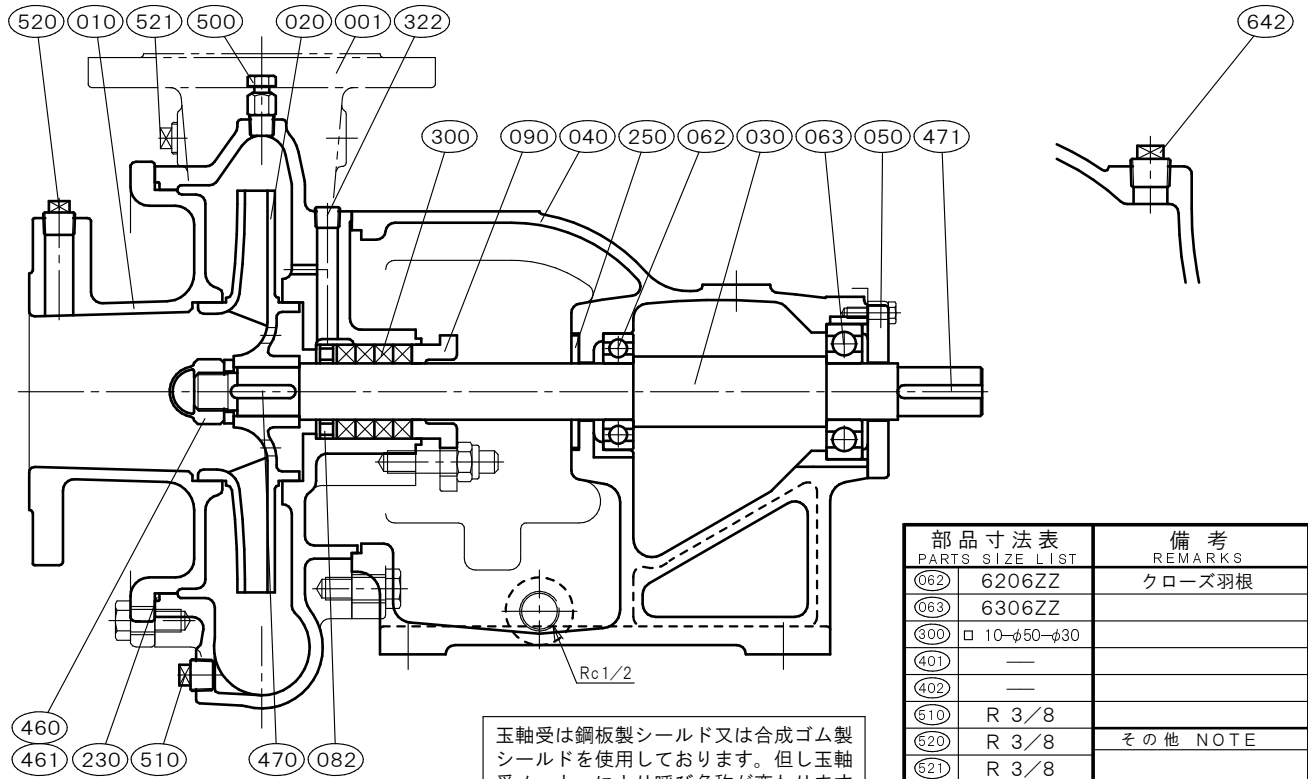 520 010 521 500 020 001 322 642
300 090 040 250 062 030 063 050 471
Rc1/2
460
461 230 510 470 082
玉軸受は鋼板製シールド又は合成ゴム製
シールドを使用しております。但し玉軸
部品寸法表 備考
PARTS SIZE LIST REMARKS
062 6206ZZ クローズ羽根
063 6306ZZ
300 □ 10-φ50-φ30
401 —
402 —
510 R 3/8
520 R 3/8 その他 NOTE
521 R 3/8